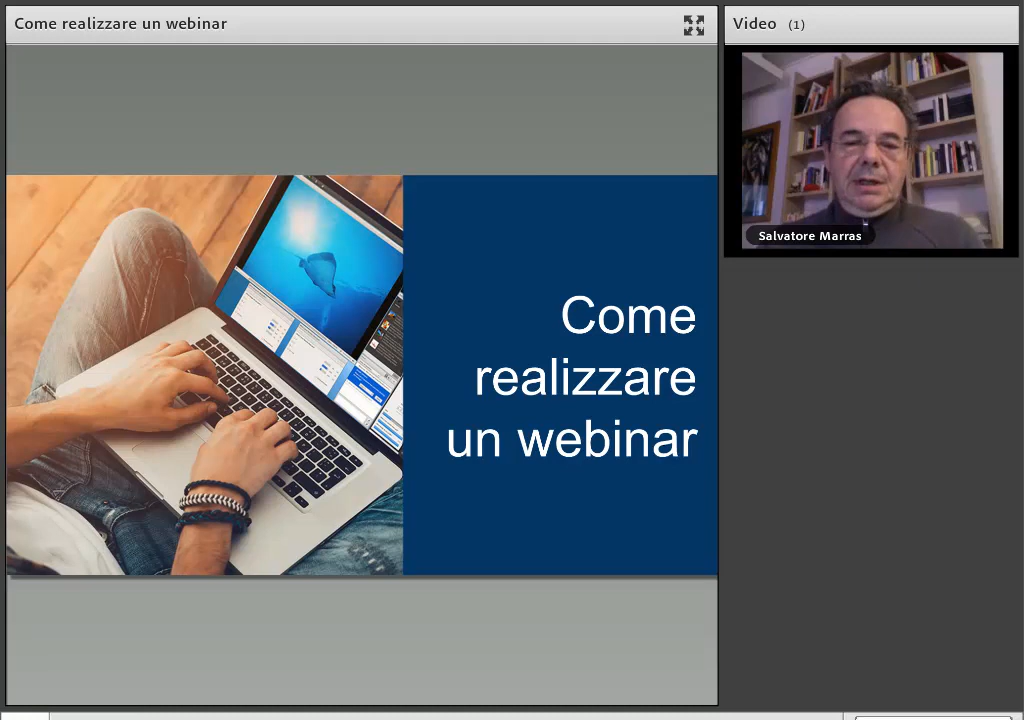 Come realizzare un webinar
Video (1)
Salvatore Marras
Come
realizzare
un webinar